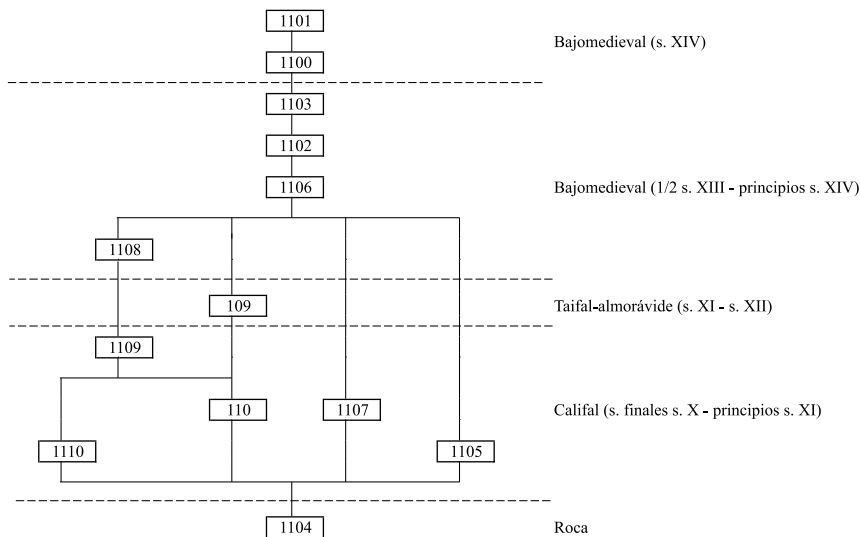 1101
Bajomedieval (s. XIV)
1100
1103
1102
1106
Bajomedieval (1/2 s. XIII - principios s. XIV)
1108
109
Taifal-almorávide (s. XI - s. XII)
1109
110
1107
Califal (s. finales s. X - principios s. XI)
1110
1105
1104
Roca